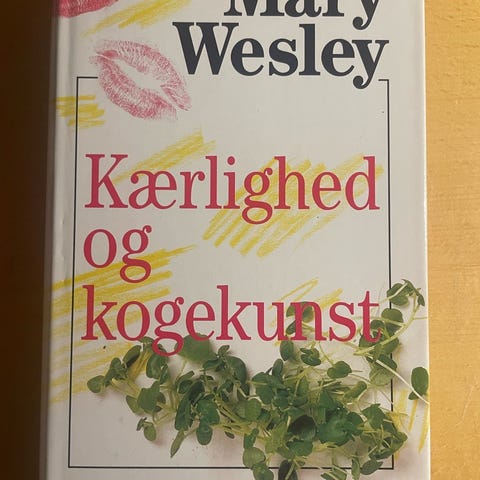 Mary
Wesley
Kærlighed
og
kogekunst